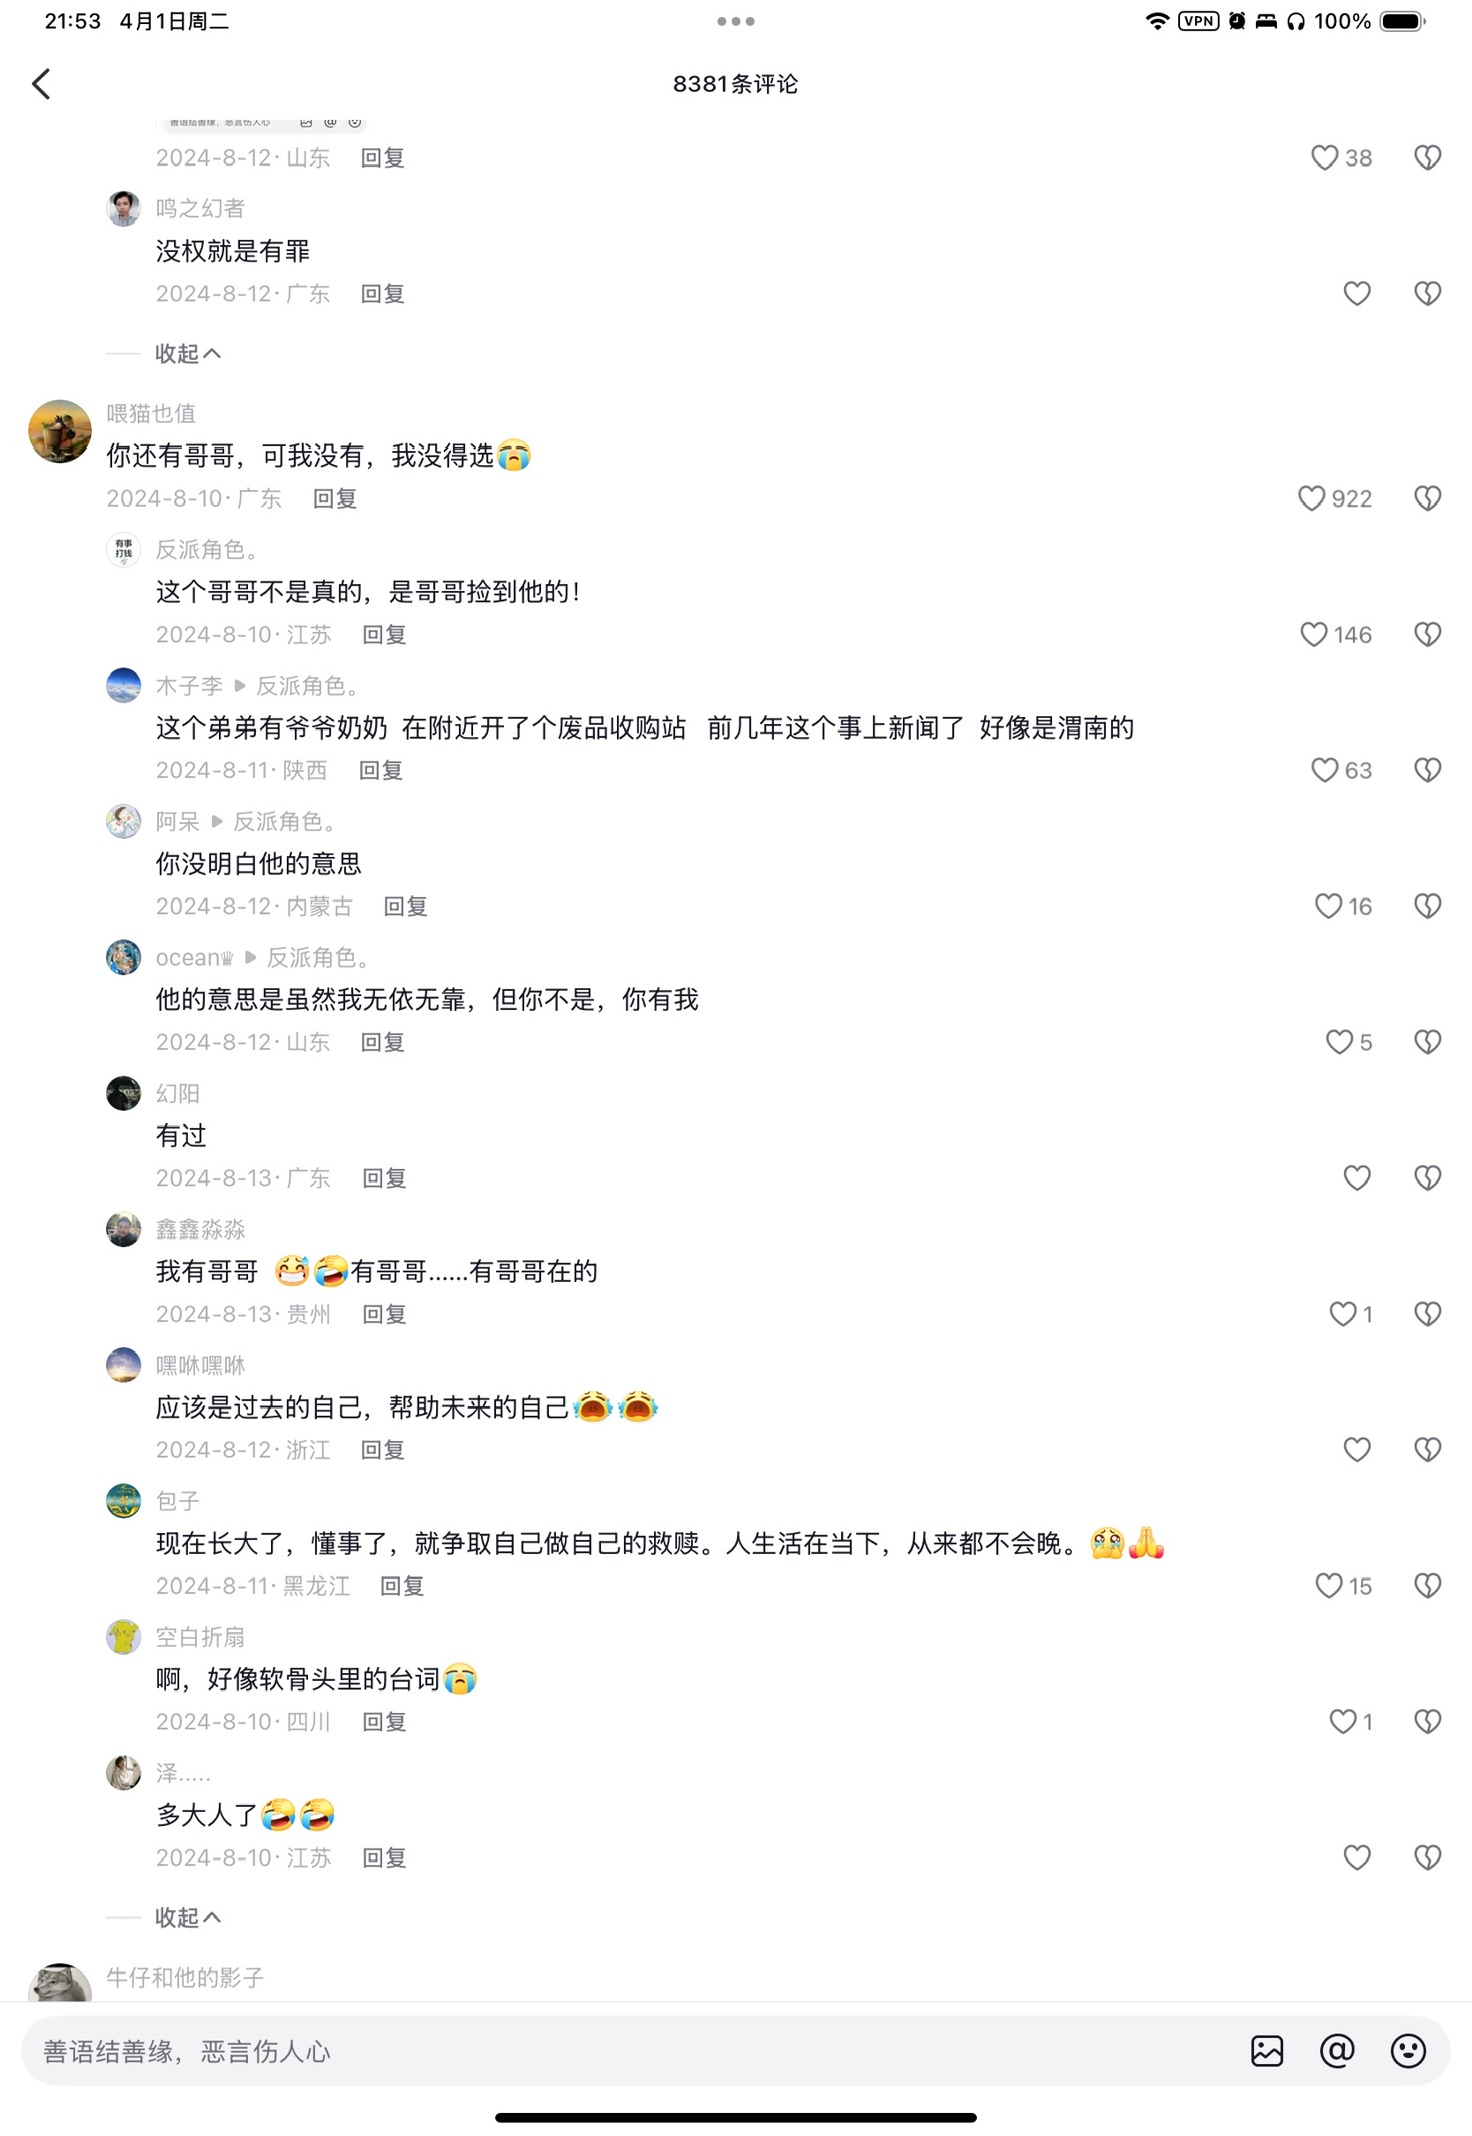 21:53 4月1日周二
VPN 100%
8381条评论
善语结善缘，恶言伤人心
2024-8-12·山东 回复 38
鸣之幻者
没权就是有罪
2024-8-12·广东 回复
收起
喂猫也值
你还有哥哥，可我没有，我没得选😭
2024-8-10·广东 回复 922
有事
打钱
反派角色。
这个哥哥不是真的，是哥哥捡到他的！
2024-8-10·江苏 回复 146
木子李 ▶ 反派角色。
这个弟弟有爷爷奶奶 在附近开了个废品收购站 前几年这个事上新闻了 好像是渭南的
2024-8-11·陕西 回复 63
阿呆 ▶ 反派角色。
你没明白他的意思
2024-8-12·内蒙古 回复 16
ocean♛ ▶ 反派角色。
他的意思是虽然我无依无靠，但你不是，你有我
2024-8-12·山东 回复 5
幻阳
有过
2024-8-13·广东 回复
鑫鑫淼淼
我有哥哥 有哥哥......有哥哥在的
2024-8-13·贵州 回复 1
嘿咻嘿咻
应该是过去的自己，帮助未来的自己
2024-8-12·浙江 回复
包子
现在长大了，懂事了，就争取自己做自己的救赎。人生活在当下，从来都不会晚。🙏
2024-8-11·黑龙江 回复 15
空白折扇
啊，好像软骨头里的台词😭
2024-8-10·四川 回复 1
泽.....
多大人了
2024-8-10·江苏 回复
收起
牛仔和他的影子
善语结善缘，恶言伤人心